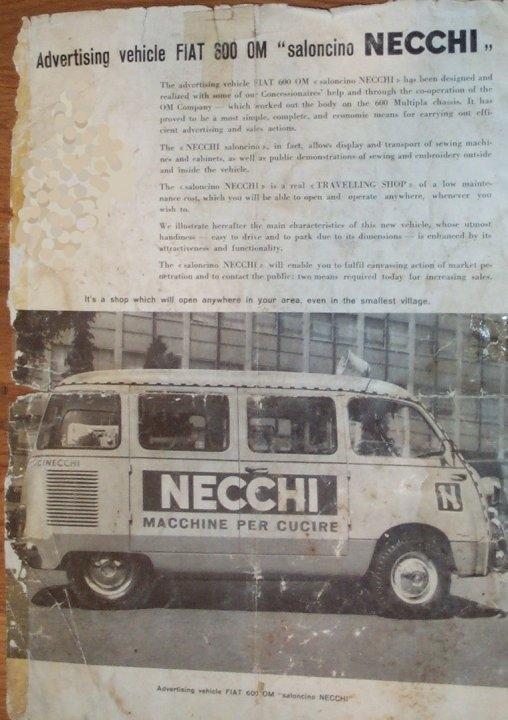 Advertising vehicle FIAT 600 OM “saloncino NECCHI„
The advertising vehicle FIAT 600 OM «saloncino NECCHI» has been designed and
realized with some of our Concessionaires' help and through the co-operation of the
OM Company — which worked out the body on the 600 Multipla chassis. It has
proved to be a most simple, complete, and economic means for carrying out effi-
cient advertising and sales actions.
The «NECCHI saloncino», in fact, allows display and transport of sewing machi-
nes and cabinets, as well as public demonstrations of sewing and embroidery outside
and inside the vehicle.
The «saloncino NECCHI» is a real «TRAVELLING SHOP» of a low mainte-
nance cost, which you will be able to open and operate anywhere, whenever you
wish to.
We illustrate hereafter the main characteristics of this new vehicle, whose utmost
handiness — easy to drive and to park due to its dimensions — is enhanced by its
attractiveness and functionality.
The «saloncino NECCHI» will enable you to fulfil canvassing action of market pe-
netration and to contact the public: two means required today for increasing sales.
It's a shop which will open anywhere in your area, even in the smallest village.
NECCHI
NECCHI
N
MACCHINE PER CUCIRE
Advertising vehicle FIAT 600 OM "saloncino NECCHI"